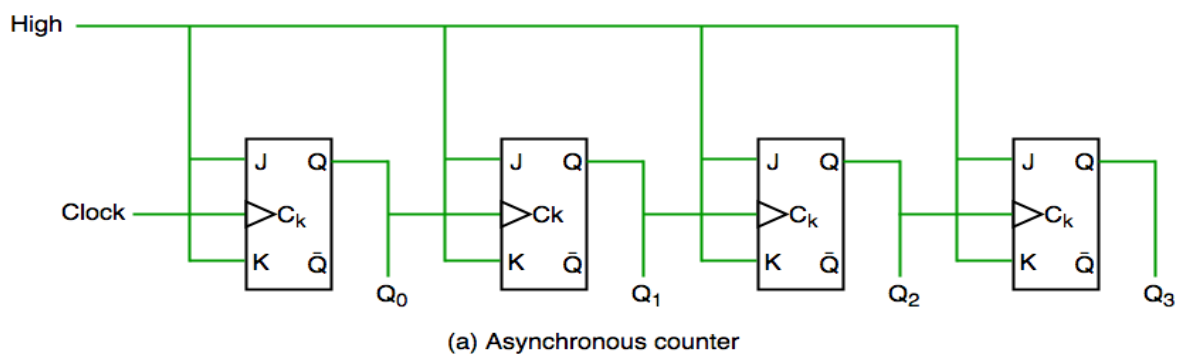 High
J Q J Q J Q J Q
Clock Cₖ Ck Cₖ Cₖ
K Q̄ K Q̄ K Q̄ K Q̄
Q₀ Q₁ Q₂ Q₃
(a) Asynchronous counter